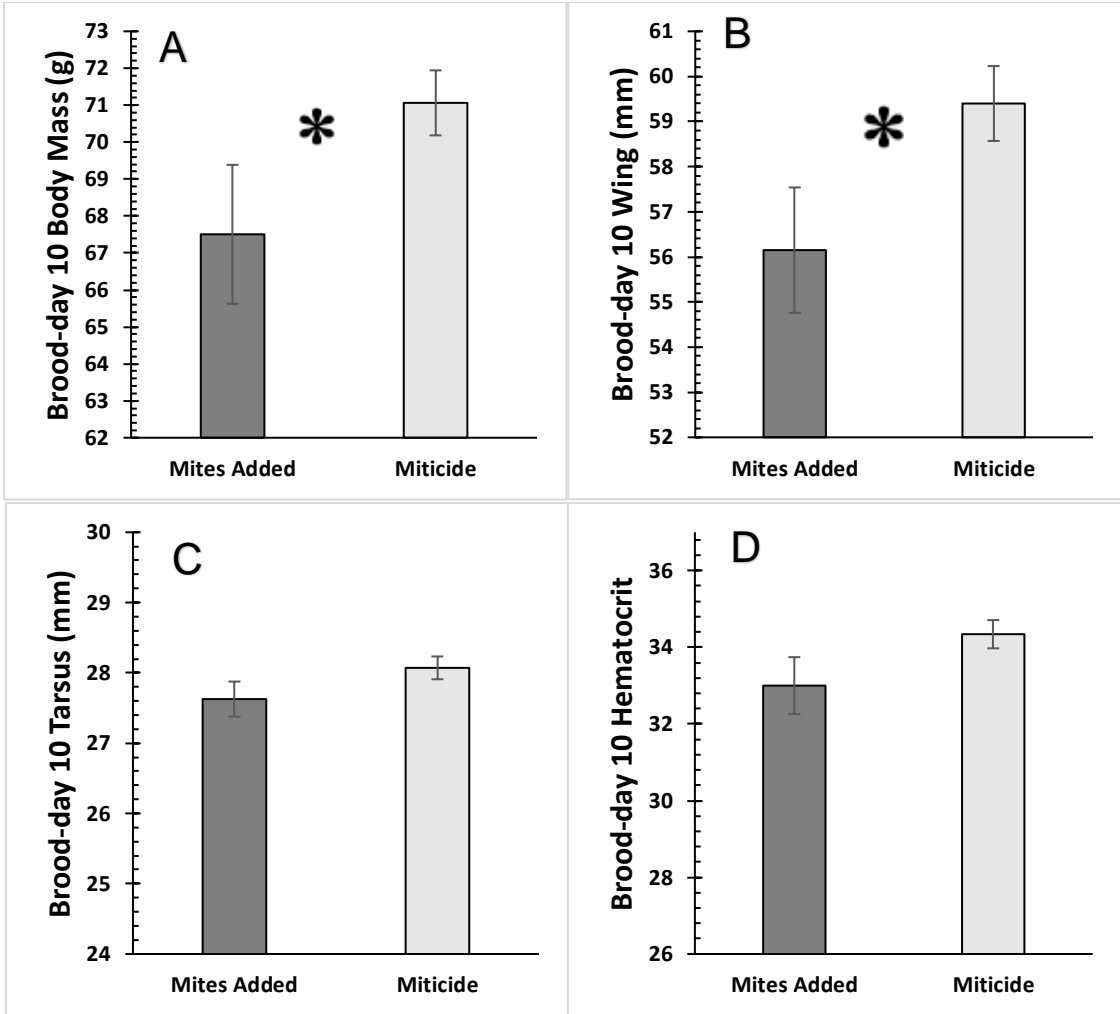 A
Brood-day 10 Body Mass (g)
73
72
71
70
69
68
67
66
65
64
63
62
*
Mites Added
Miticide
B
Brood-day 10 Wing (mm)
61
60
59
58
57
56
55
54
53
52
*
Mites Added
Miticide
C
Brood-day 10 Tarsus (mm)
30
29
28
27
26
25
24
Mites Added
Miticide
D
Brood-day 10 Hematocrit
36
34
32
30
28
26
Mites Added
Miticide